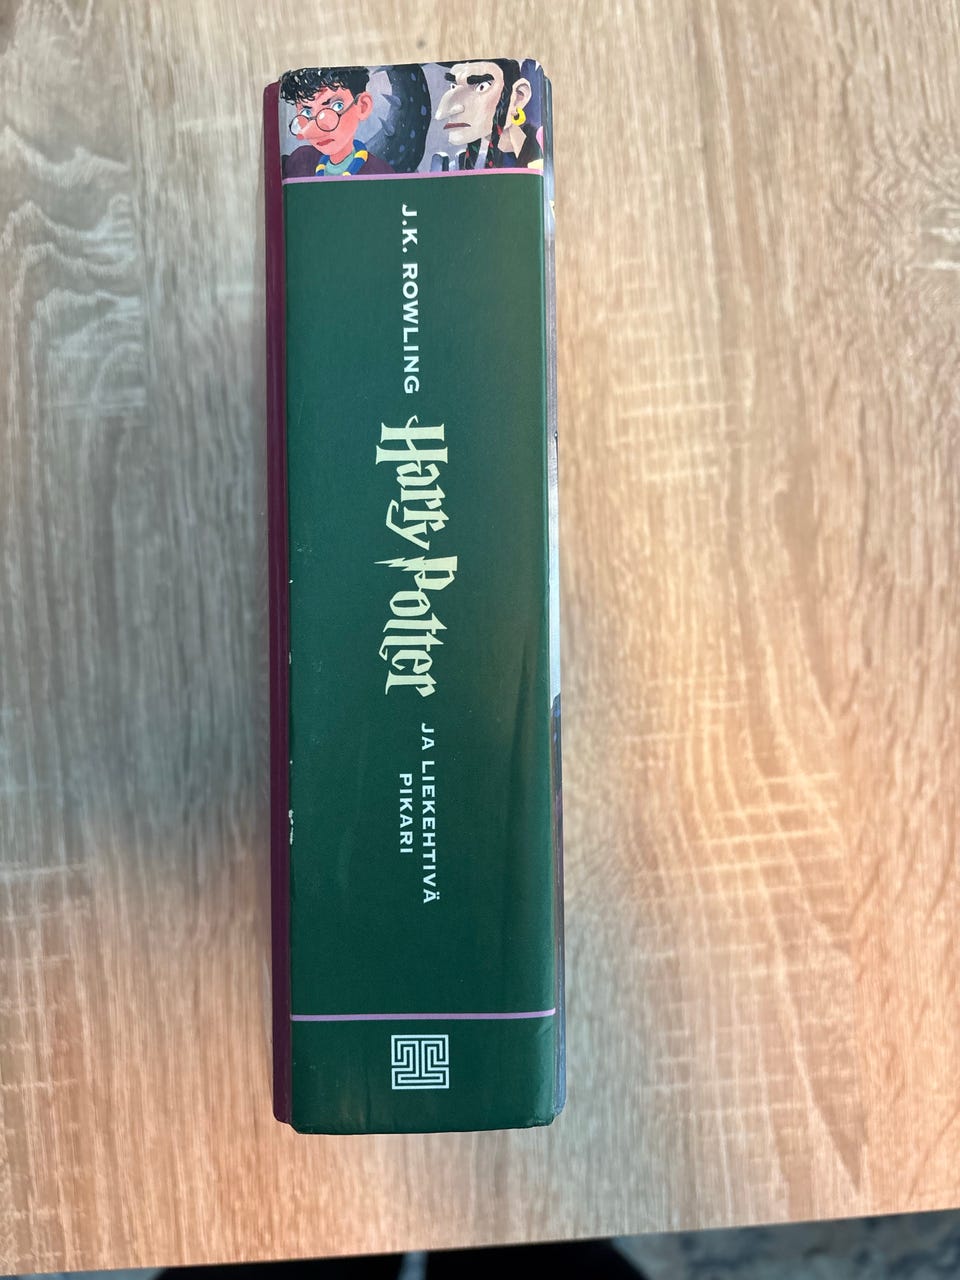 J.K. ROWLING
Harry Potter
JA LIEKEHTIVÄ
PIKARI